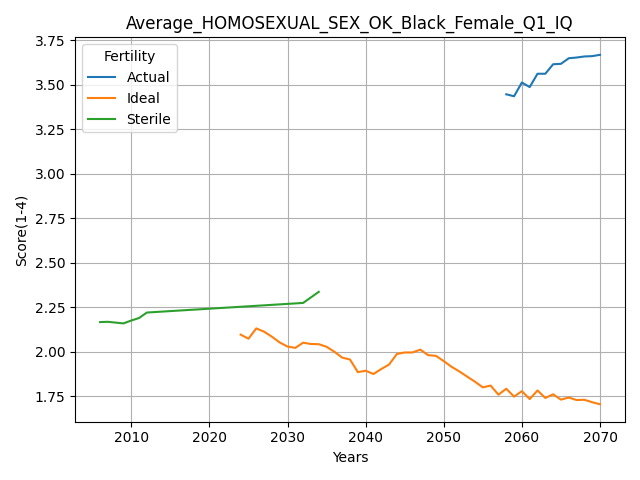 Average_HOMOSEXUAL_SEX_OK_Black_Female_Q1_IQ
Fertility
Actual
Ideal
Sterile
Score(1-4)
3.75
3.50
3.25
3.00
2.75
2.50
2.25
2.00
1.75
2010 2020 2030 2040 2050 2060 2070
Years